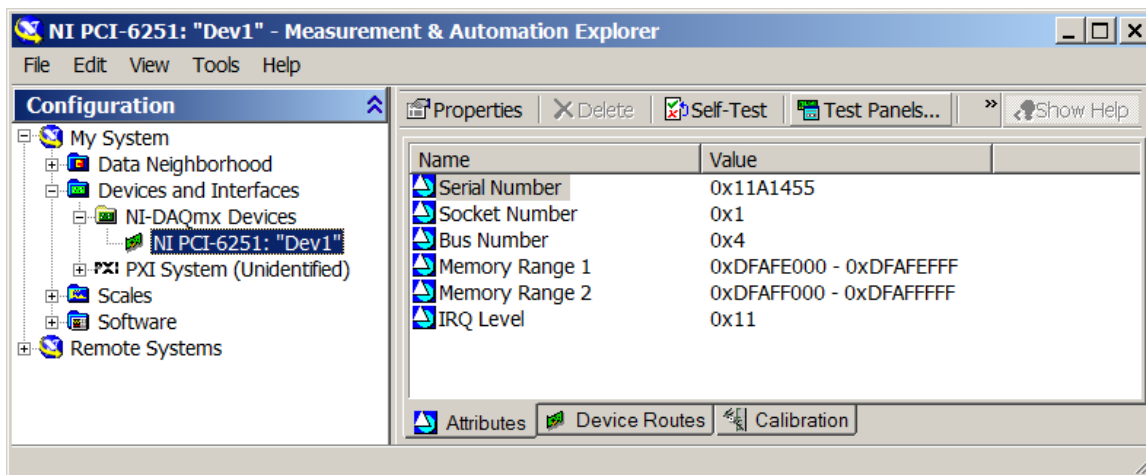 NI PCI-6251: "Dev1" - Measurement & Automation Explorer
File Edit View Tools Help
Configuration
My System
Data Neighborhood
Devices and Interfaces
NI-DAQmx Devices
NI PCI-6251: "Dev1"
PXI PXI System (Unidentified)
Scales
Software
Remote Systems
Properties Delete Self-Test Test Panels... » Show Help
Name Value
Serial Number 0x11A1455
Socket Number 0x1
Bus Number 0x4
Memory Range 1 0xDFAFE000 - 0xDFAFEFFF
Memory Range 2 0xDFAFF000 - 0xDFAFFFFF
IRQ Level 0x11
Attributes Device Routes Calibration